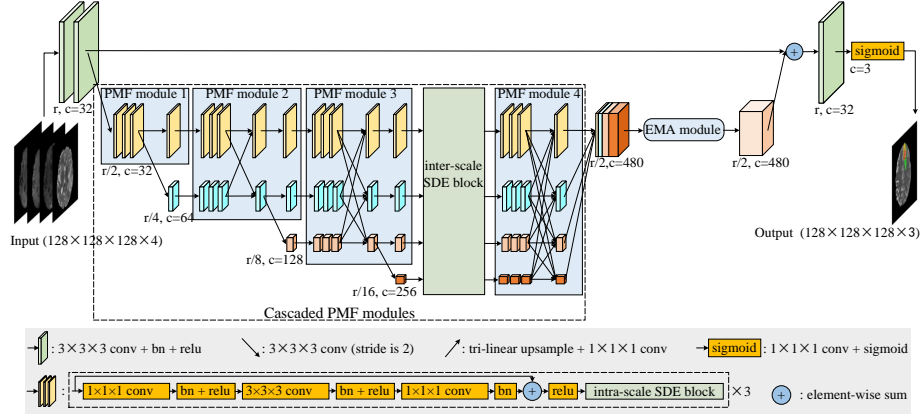 r, c=32
PMF module 1
PMF module 2
PMF module 3
PMF module 4
r/2, c=32
r/4, c=64
r/8, c=128
r/16, c=256
inter-scale
SDE block
r/2,c=480
EMA module
r/2, c=480
+
r, c=32
c=3
sigmoid
Input (128×128×128×4)
Output (128×128×128×3)
Cascaded PMF modules
: 3×3×3 conv + bn + relu
: 3×3×3 conv (stride is 2)
: tri-linear upsample + 1×1×1 conv
sigmoid : 1×1×1 conv + sigmoid
: 1×1×1 conv bn + relu 3×3×3 conv bn + relu 1×1×1 conv bn + relu intra-scale SDE block ×3
+ : element-wise sum